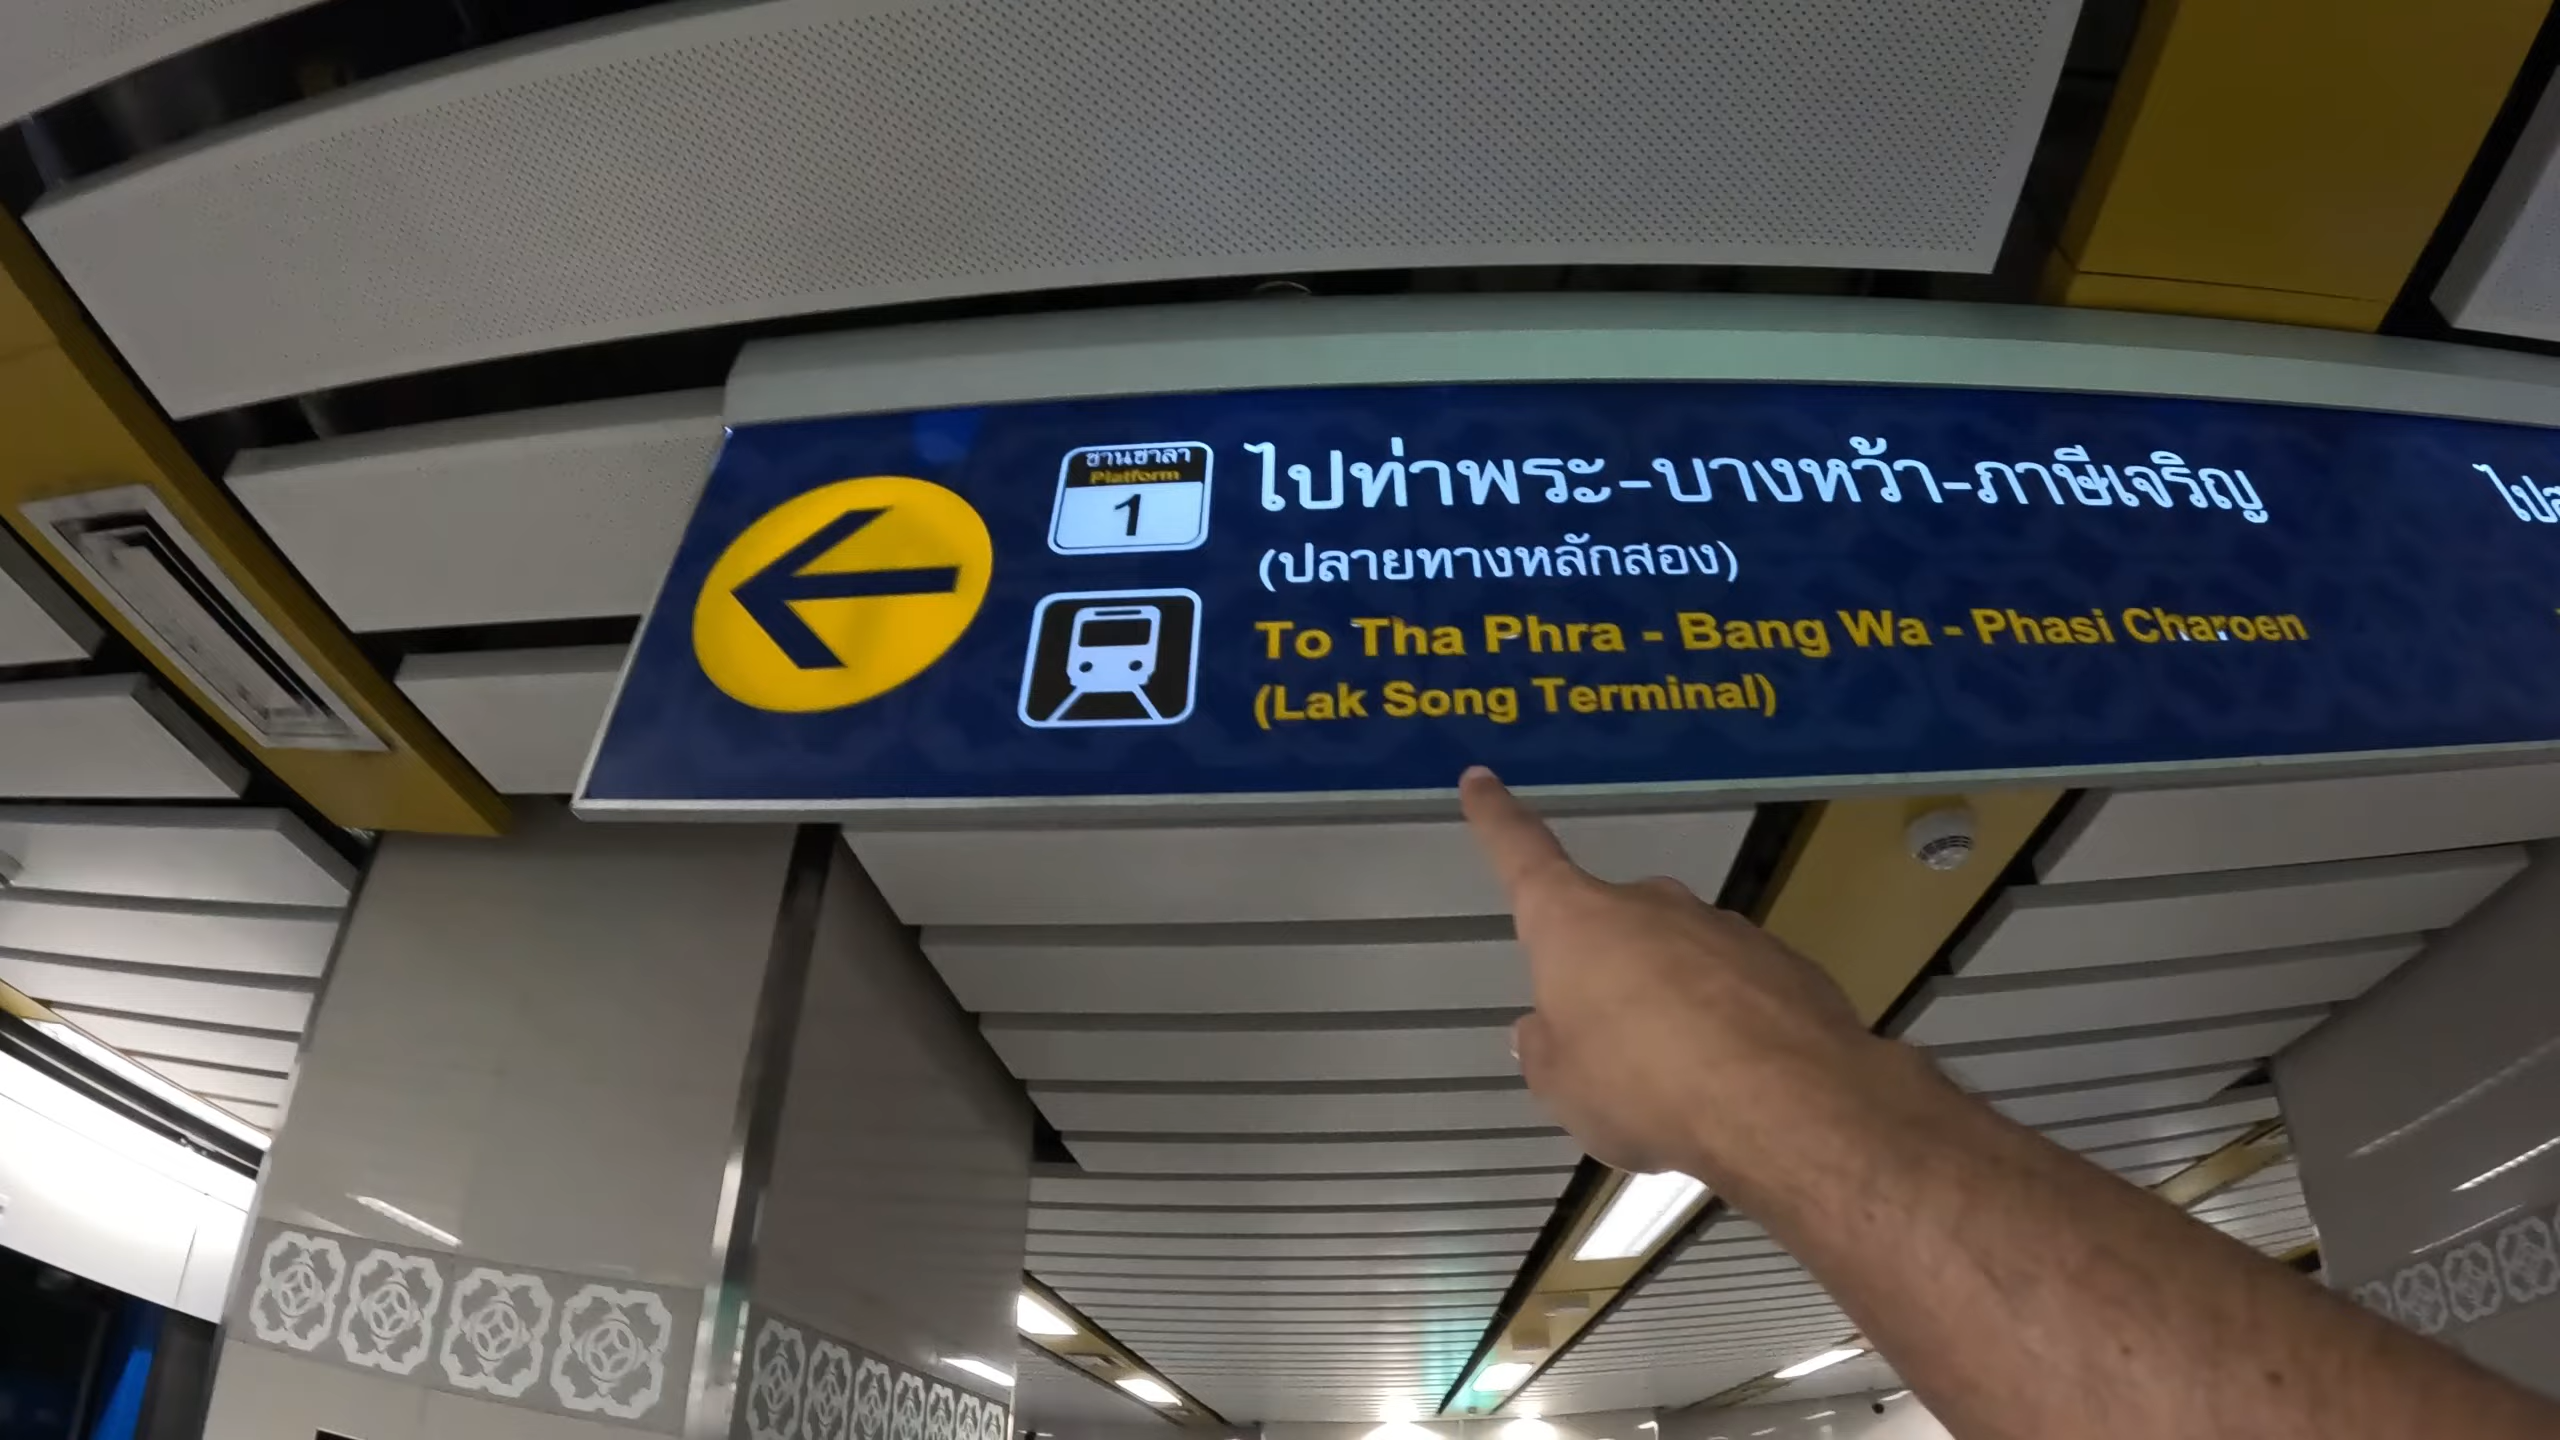 ชานชาลา
Platform
1
ไปท่าพระ-บางหว้า-ภาษีเจริญ
(ปลายทางหลักสอง)
To Tha Phra - Bang Wa - Phasi Charoen
(Lak Song Terminal)